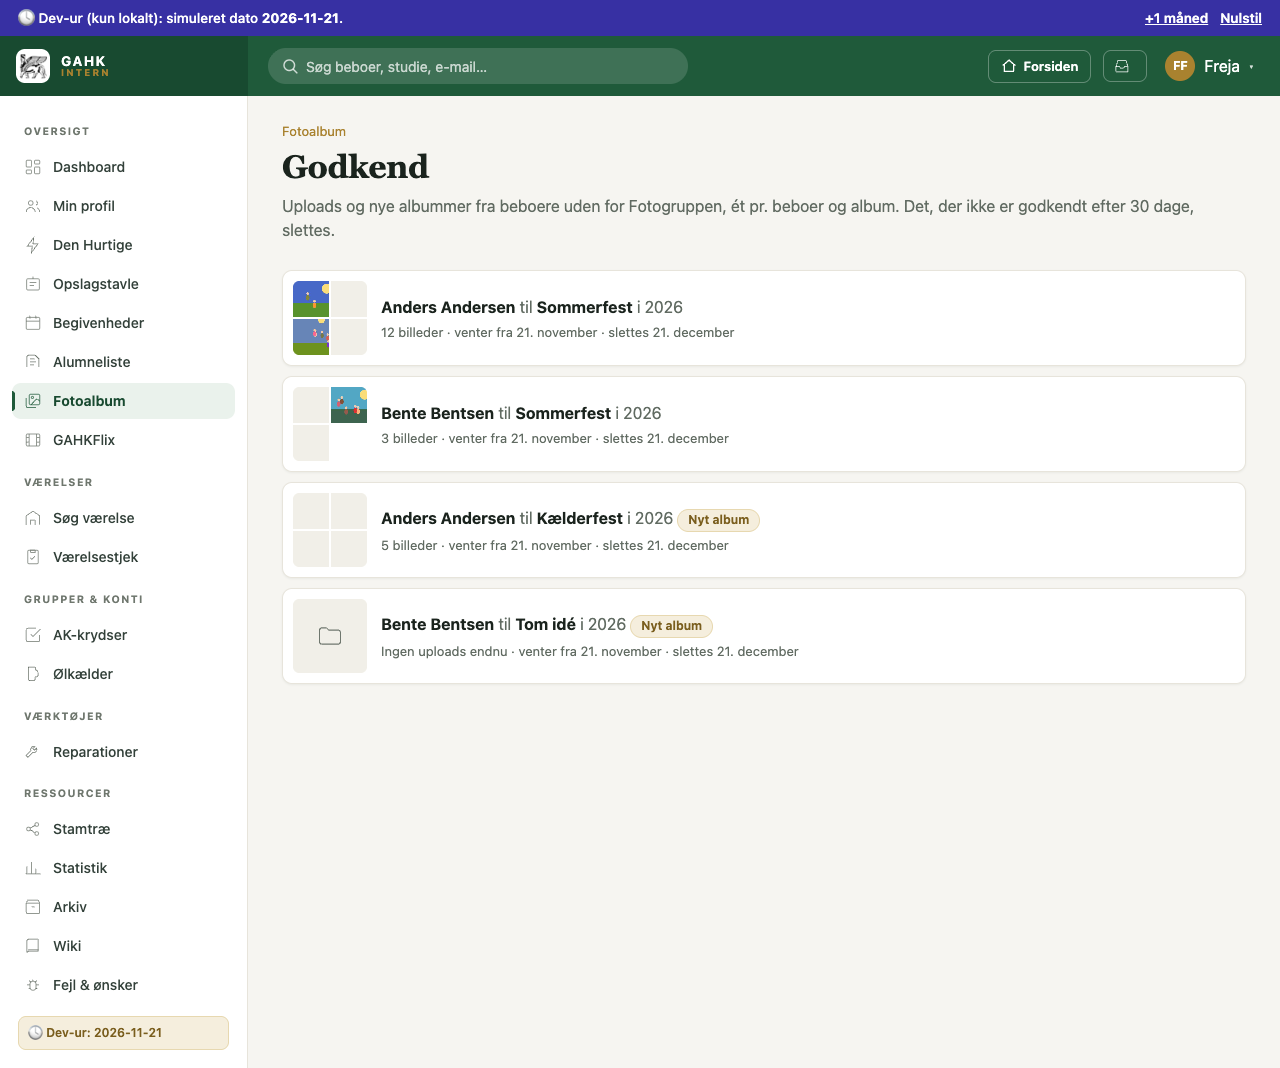 Dev-ur (kun lokalt): simuleret dato 2026-11-21.
+1 måned Nulstil
GAHK
INTERN
Søg beboer, studie, e-mail...
Forsiden
FF Freja
OVERSIGT
Dashboard
Min profil
Den Hurtige
Opslagstavle
Begivenheder
Alumneliste
Fotoalbum
GAHKFlix
VÆRELSER
Søg værelse
Værelsestjek
GRUPPER & KONTI
AK-krydser
Ølkælder
VÆRKTØJER
Reparationer
RESSOURCER
Stamtræ
Statistik
Arkiv
Wiki
Fejl & ønsker
Dev-ur: 2026-11-21
Fotoalbum
Godkend
Uploads og nye albummer fra beboere uden for Fotogruppen, ét pr. beboer og album. Det, der ikke er godkendt efter 30 dage,
slettes.
Anders Andersen til Sommerfest i 2026
12 billeder · venter fra 21. november · slettes 21. december
Bente Bentsen til Sommerfest i 2026
3 billeder · venter fra 21. november · slettes 21. december
Anders Andersen til Kælderfest i 2026 Nyt album
5 billeder · venter fra 21. november · slettes 21. december
Bente Bentsen til Tom idé i 2026 Nyt album
Ingen uploads endnu · venter fra 21. november · slettes 21. december